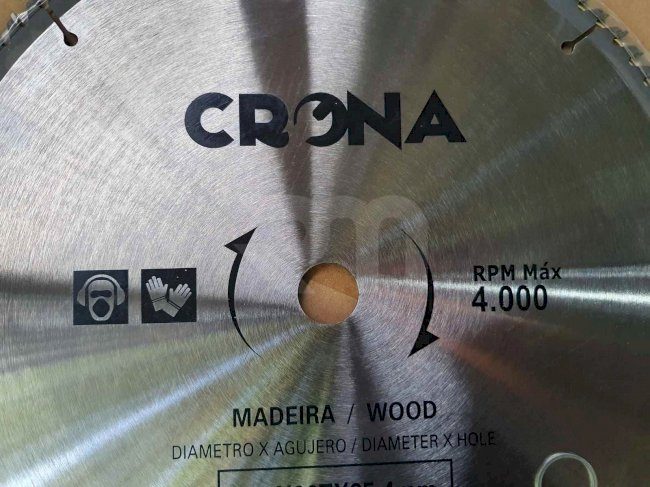 CRONA
RPM Máx
4.000
MADEIRA / WOOD
DIAMETRO X AGUJERO / DIAMETER X HOLE